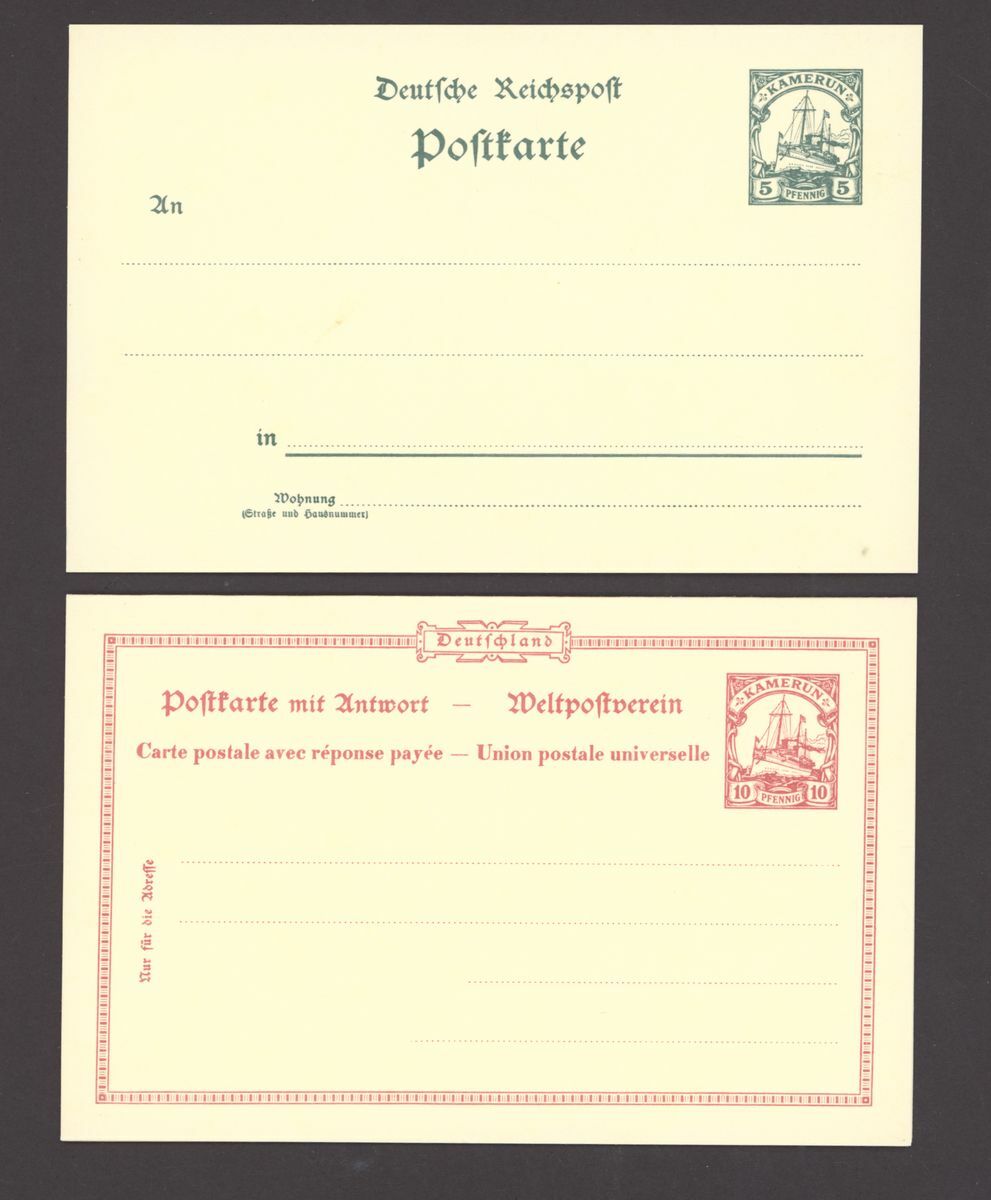 Deutſche Reichspoſt
Poſtkarte
KAMERUN
5 PFENNIG 5
An
in
Wohnung
(Straße und Hausnummer)
Deutſchland
Poſtkarte mit Antwort — Weltpoſtverein
Carte postale avec réponse payée — Union postale universelle
KAMERUN
10 PFENNIG 10
Nur für die Adreſſe